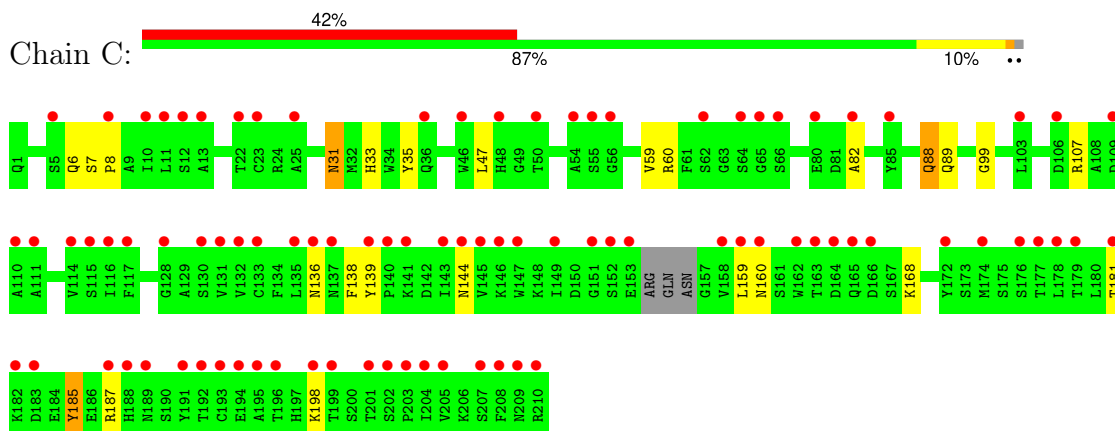 42%
Chain C:
87% 10% ••
Q1 S5 Q6 S7 P8 A9 I10 L11 S12 A13 T22 C23 R24 A25 N31 M32 H33 W34 Y35 Q36 W46 L47 H48 G49 T50 A54 S55 G56 V59 R60 F61 S62 G63 S64 G65 S66 E80 D81 A82 Y85 Q88 Q89 G99 L103 D106 R107 A108 D109
A110 A111 V114 S115 I116 F117 G128 A129 S130 V131 V132 C133 F134 L135 N136 N137 F138 Y139 P140 K141 D142 I143 N144 V145 K146 W147 K148 I149 D150 G151 S152 E153 ARG GLN ASN G157 V158 L159 N160 S161 W162 T163 D164 Q165 D166 S167 K168 Y172 S173 M174 S175 S176 T177 L178 T179 L180 T181
K182 D183 E184 Y185 E186 R187 H188 N189 S190 Y191 T192 C193 E194 A195 T196 H197 K198 T199 S200 T201 S202 P203 I204 V205 K206 S207 F208 N209 R210